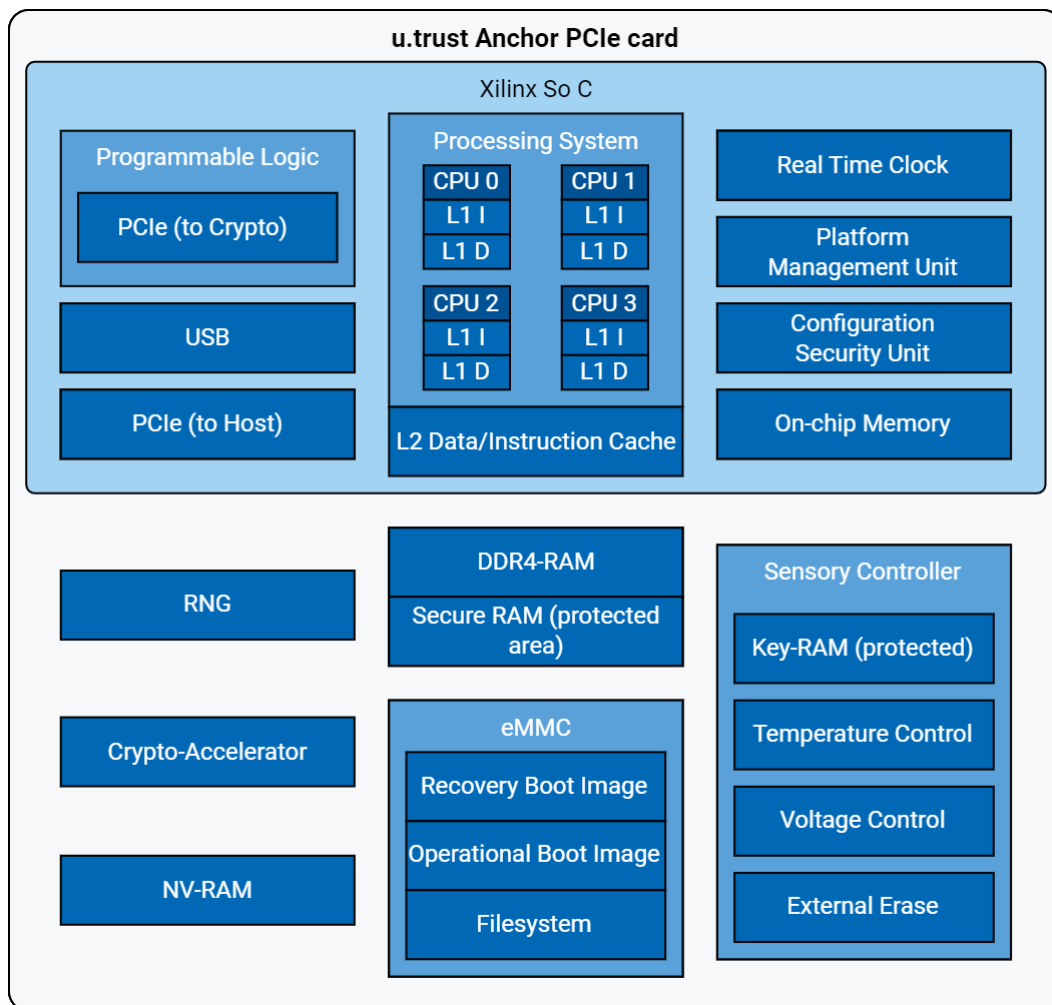 u.trust Anchor PCIe card
Xilinx So C
Programmable Logic
PCIe (to Crypto)
USB
PCIe (to Host)
Processing System
CPU 0
L1 I
L1 D
CPU 1
L1 I
L1 D
CPU 2
L1 I
L1 D
CPU 3
L1 I
L1 D
L2 Data/Instruction Cache
Real Time Clock
Platform
Management Unit
Configuration
Security Unit
On-chip Memory
RNG
Crypto-Accelerator
NV-RAM
DDR4-RAM
Secure RAM (protected
area)
eMMC
Recovery Boot Image
Operational Boot Image
Filesystem
Sensory Controller
Key-RAM (protected)
Temperature Control
Voltage Control
External Erase